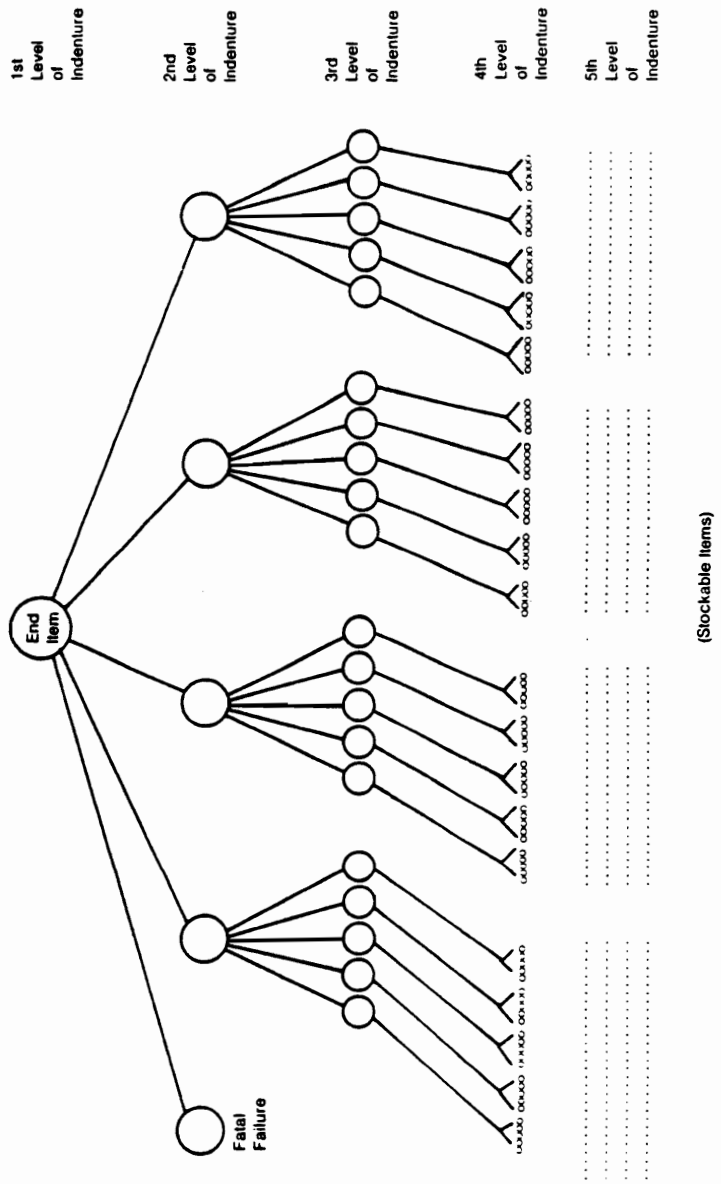 1st
Level
of
Indenture
2nd
Level
of
Indenture
3rd
Level
of
Indenture
4th
Level
of
Indenture
5th
Level
of
Indenture
End
Item
Fatal
Failure
(Stockable Items)